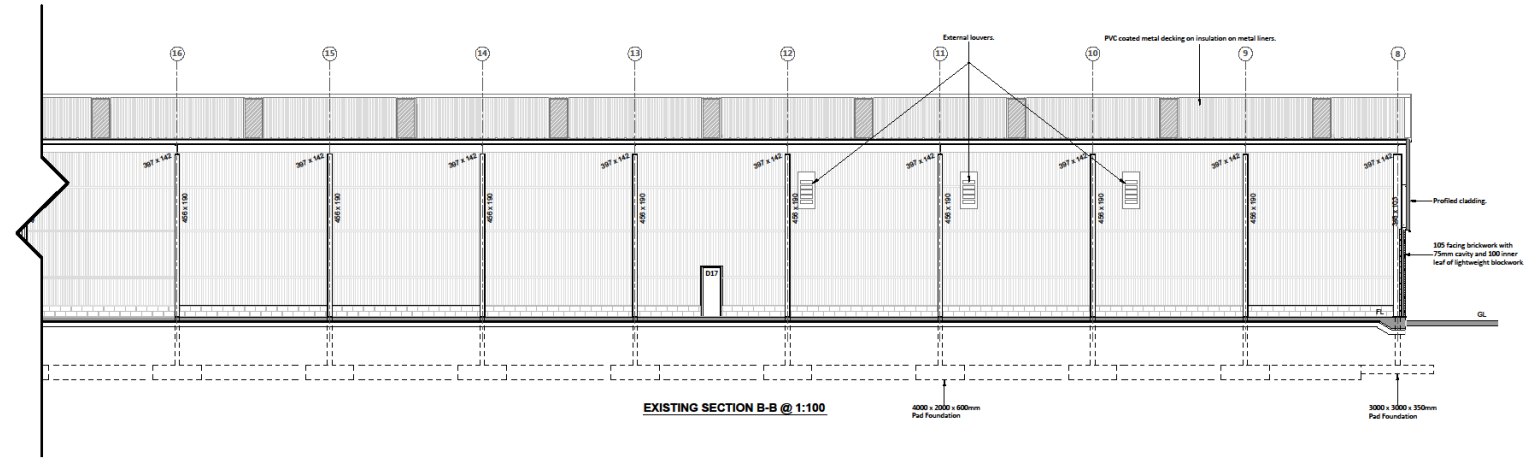 External louvers.
PVC coated metal decking on insulation on metal liners.
16
15
14
13
12
11
10
9
8
397 x 142
397 x 142
397 x 142
397 x 142
397 x 142
397 x 142
397 x 142
397 x 142
397 x 142
456 x 190
456 x 190
456 x 190
456 x 190
456 x 190
456 x 190
456 x 190
456 x 190
Profiled cladding.
105 facing brickwork with
75mm cavity and 100 inner
leaf of lightweight blockwork
D17
FL
GL
EXISTING SECTION B-B @ 1:100
4000 x 2000 x 600mm
Pad Foundation
3000 x 3000 x 350mm
Pad Foundation